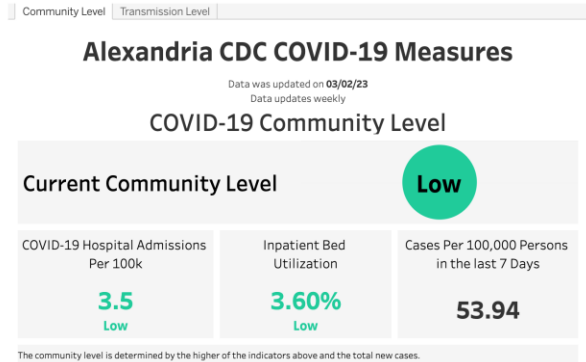 Community Level Transmission Level
Alexandria CDC COVID-19 Measures
Data was updated on 03/02/23
Data updates weekly
COVID-19 Community Level
Current Community Level Low
COVID-19 Hospital Admissions
Per 100k
3.5
Low
Inpatient Bed
Utilization
3.60%
Low
Cases Per 100,000 Persons
in the last 7 Days
53.94
The community level is determined by the higher of the indicators above and the total new cases.